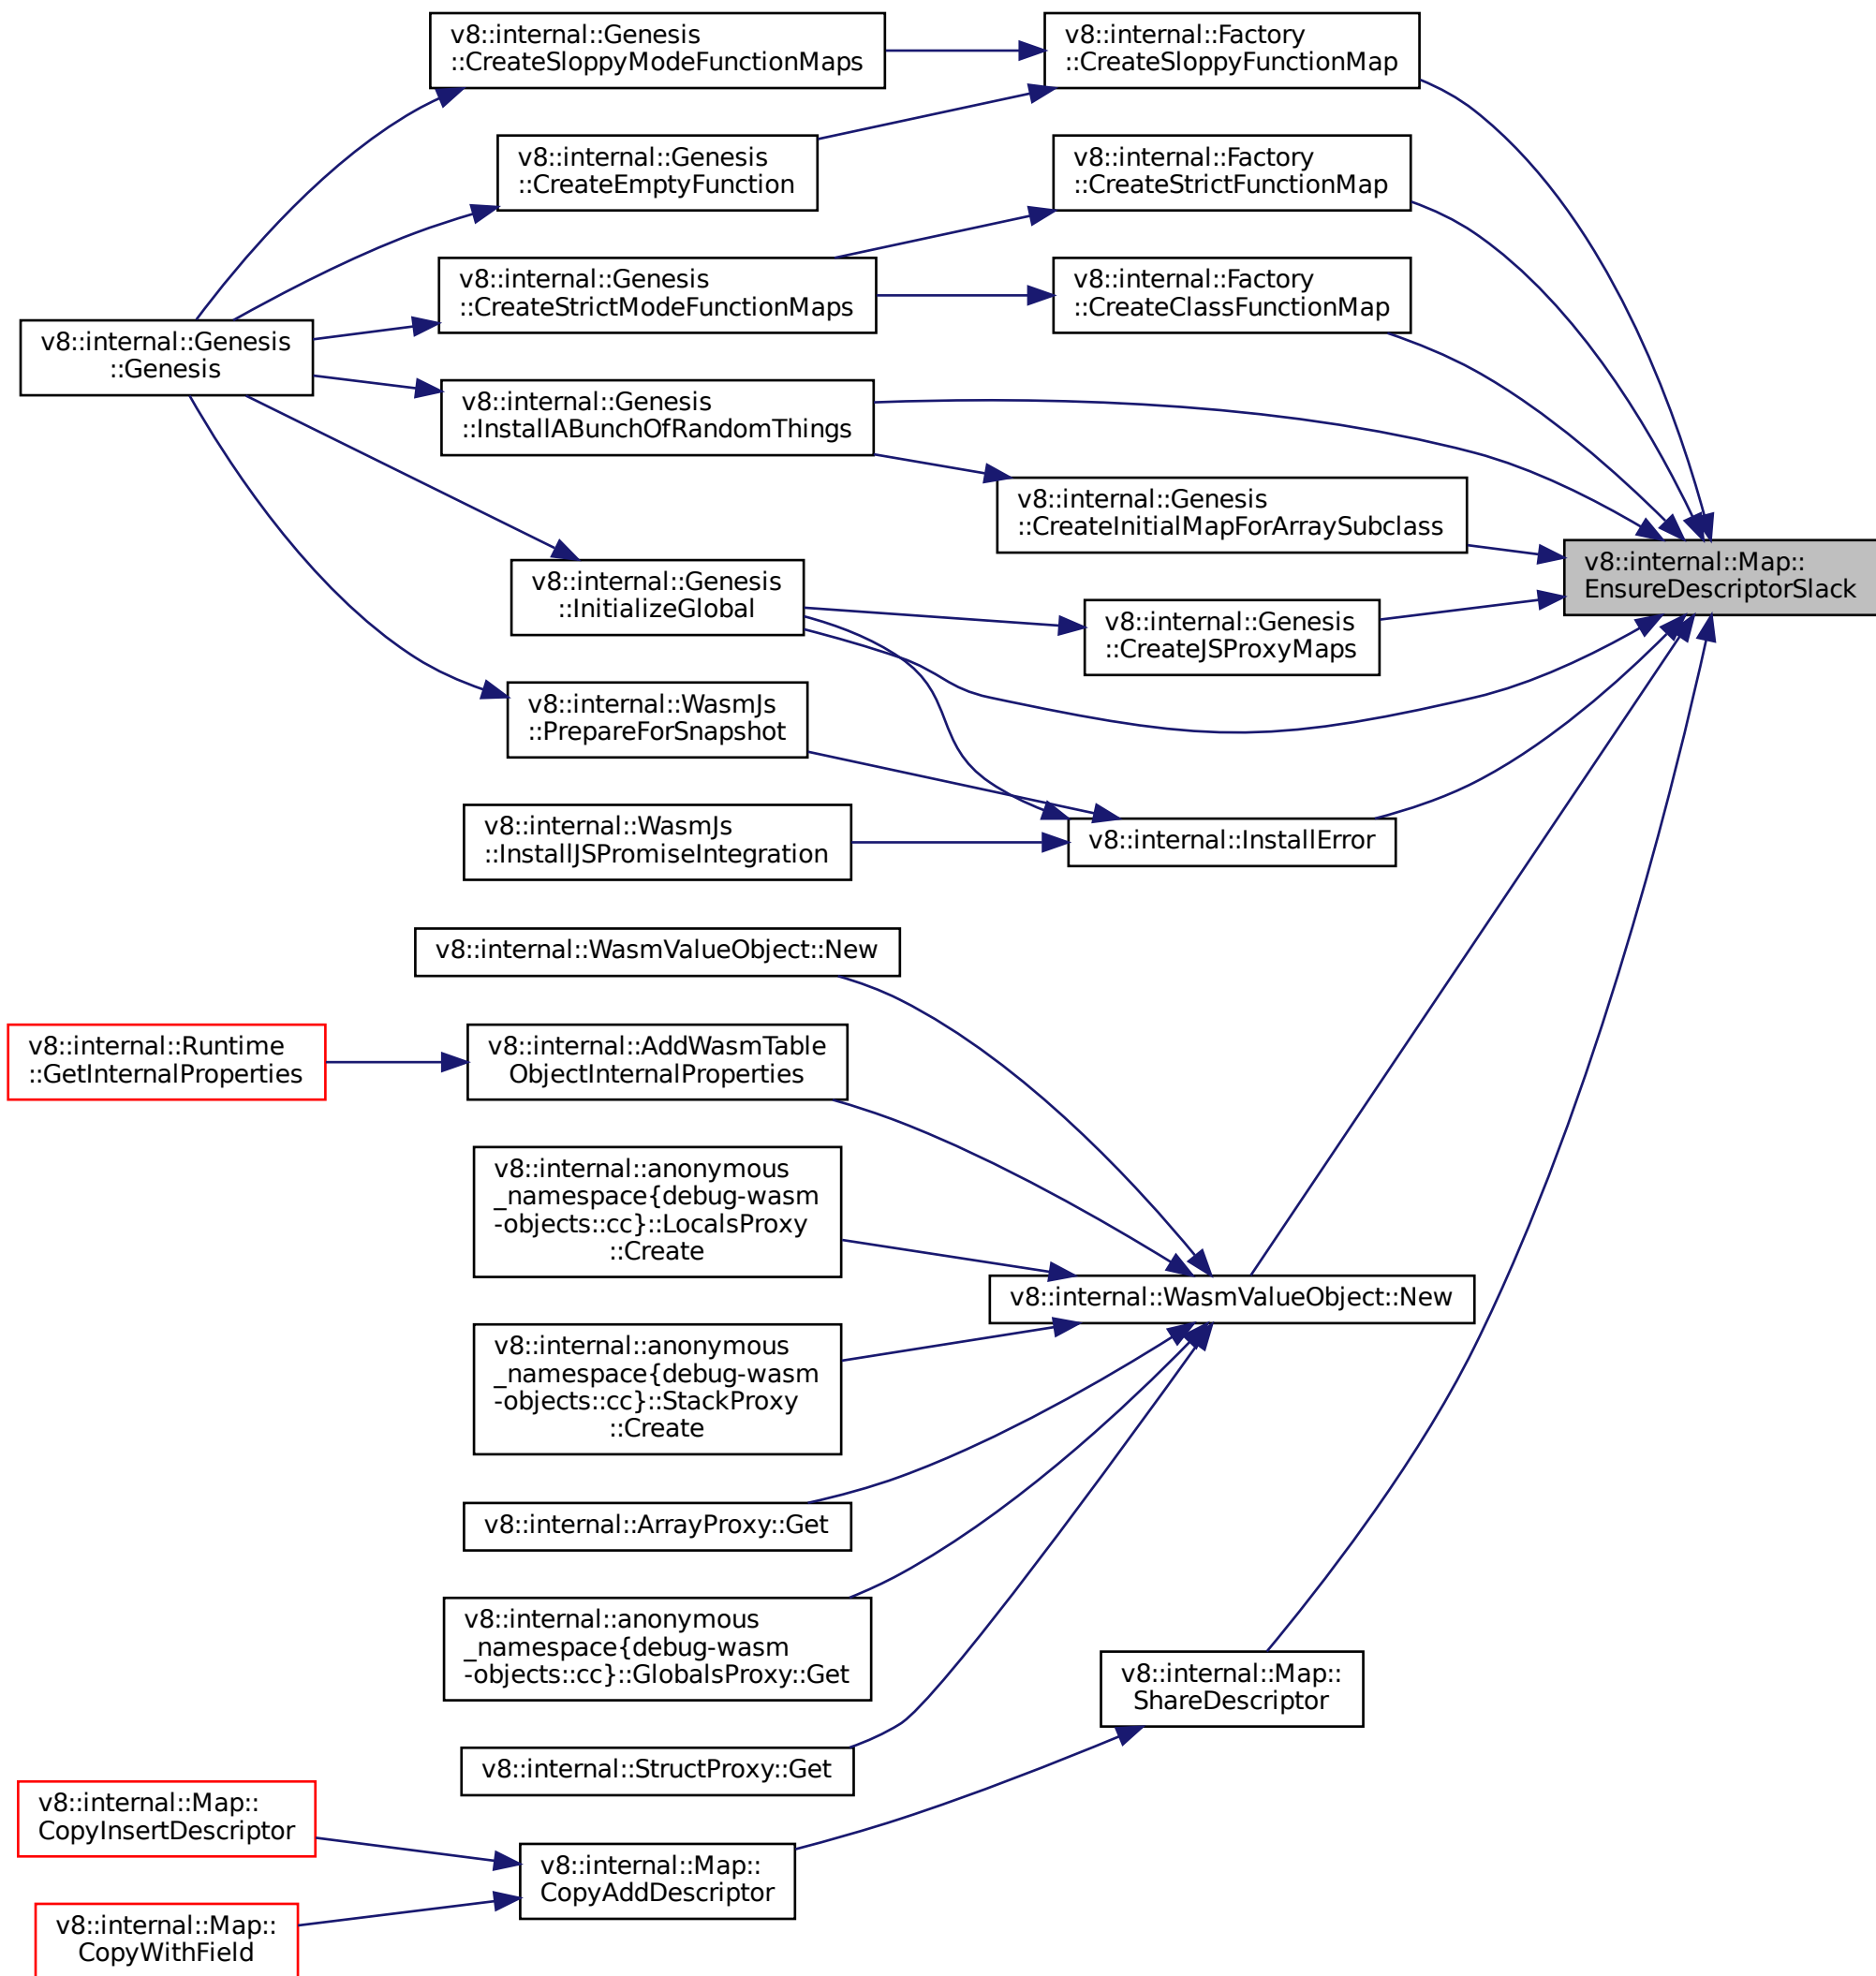 v8::internal::Genesis
::CreateSloppyModeFunctionMaps
v8::internal::Factory
::CreateSloppyFunctionMap
v8::internal::Genesis
::CreateEmptyFunction
v8::internal::Factory
::CreateStrictFunctionMap
v8::internal::Genesis
::CreateStrictModeFunctionMaps
v8::internal::Factory
::CreateClassFunctionMap
v8::internal::Genesis
::Genesis
v8::internal::Genesis
::InstallABunchOfRandomThings
v8::internal::Genesis
::CreateInitialMapForArraySubclass
v8::internal::Map::
EnsureDescriptorSlack
v8::internal::Genesis
::InitializeGlobal
v8::internal::Genesis
::CreateJSProxyMaps
v8::internal::WasmJs
::PrepareForSnapshot
v8::internal::WasmJs
::InstallJSPromiseIntegration
v8::internal::InstallError
v8::internal::WasmValueObject::New
v8::internal::Runtime
::GetInternalProperties
v8::internal::AddWasmTable
ObjectInternalProperties
v8::internal::anonymous
_namespace{debug-wasm
-objects::cc}::LocalsProxy
::Create
v8::internal::WasmValueObject::New
v8::internal::anonymous
_namespace{debug-wasm
-objects::cc}::StackProxy
::Create
v8::internal::ArrayProxy::Get
v8::internal::anonymous
_namespace{debug-wasm
-objects::cc}::GlobalsProxy::Get
v8::internal::Map::
ShareDescriptor
v8::internal::StructProxy::Get
v8::internal::Map::
CopyInsertDescriptor
v8::internal::Map::
CopyAddDescriptor
v8::internal::Map::
CopyWithField